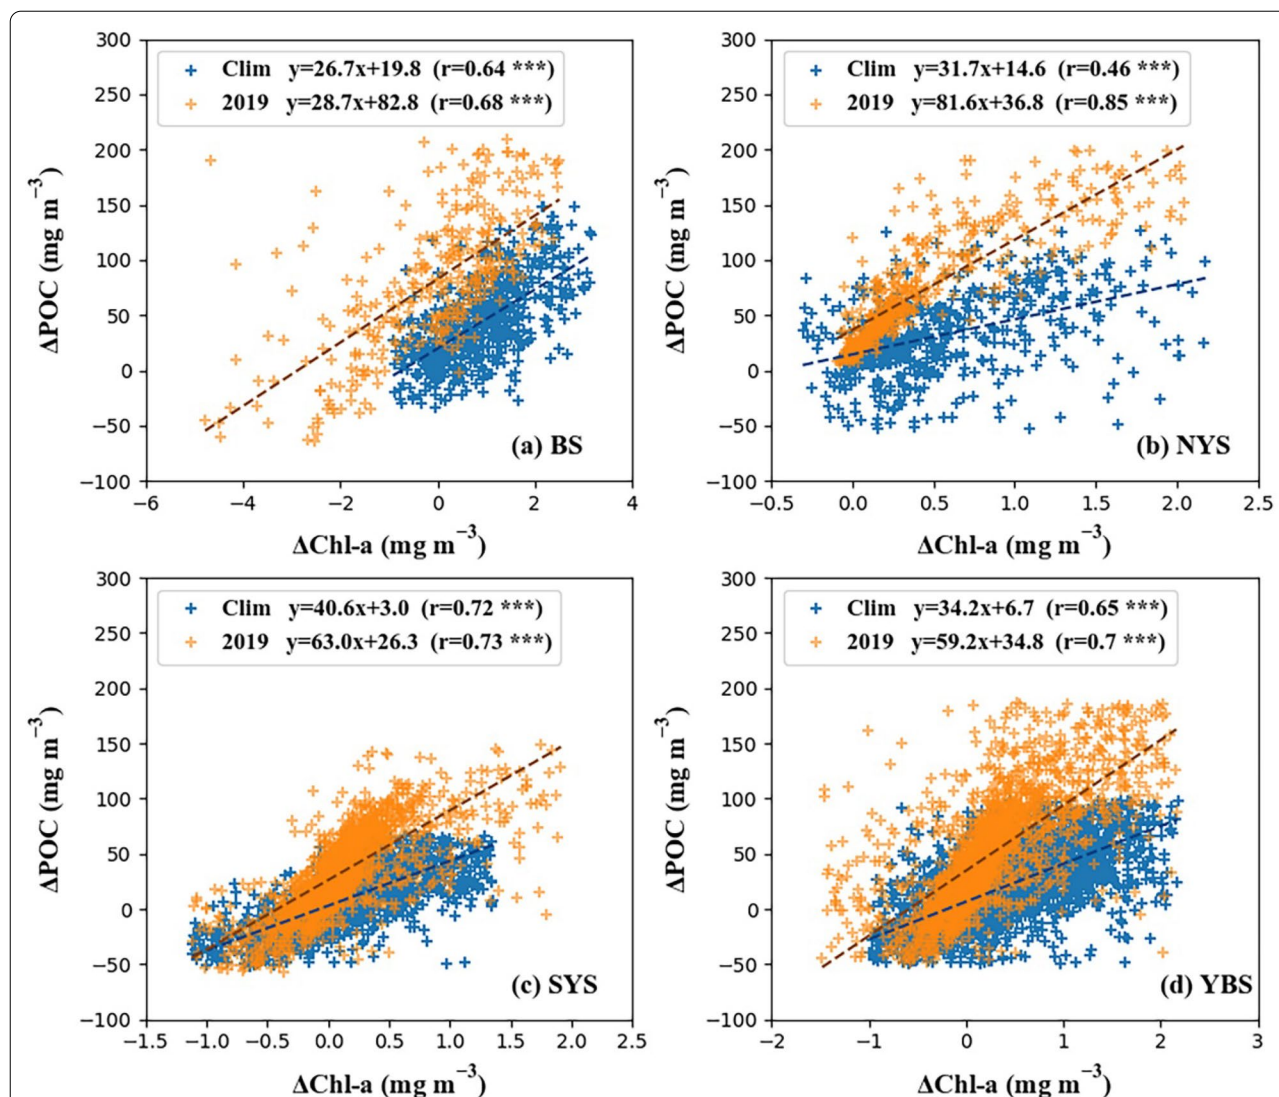 300
250
200
150
100
50
0
−50
−100
Clim y=26.7x+19.8 (r=0.64 ***)
2019 y=28.7x+82.8 (r=0.68 ***)
(a) BS
−6 −4 −2 0 2 4
ΔChl-a (mg m−3)
ΔPOC (mg m−3)
300
250
200
150
100
50
0
−50
−100
Clim y=31.7x+14.6 (r=0.46 ***)
2019 y=81.6x+36.8 (r=0.85 ***)
(b) NYS
−0.5 0.0 0.5 1.0 1.5 2.0 2.5
ΔChl-a (mg m−3)
ΔPOC (mg m−3)
300
250
200
150
100
50
0
−50
−100
Clim y=40.6x+3.0 (r=0.72 ***)
2019 y=63.0x+26.3 (r=0.73 ***)
(c) SYS
−1.5 −1.0 −0.5 0.0 0.5 1.0 1.5 2.0 2.5
ΔChl-a (mg m−3)
ΔPOC (mg m−3)
300
250
200
150
100
50
0
−50
−100
Clim y=34.2x+6.7 (r=0.65 ***)
2019 y=59.2x+34.8 (r=0.7 ***)
(d) YBS
−2 −1 0 1 2 3
ΔChl-a (mg m−3)
ΔPOC (mg m−3)